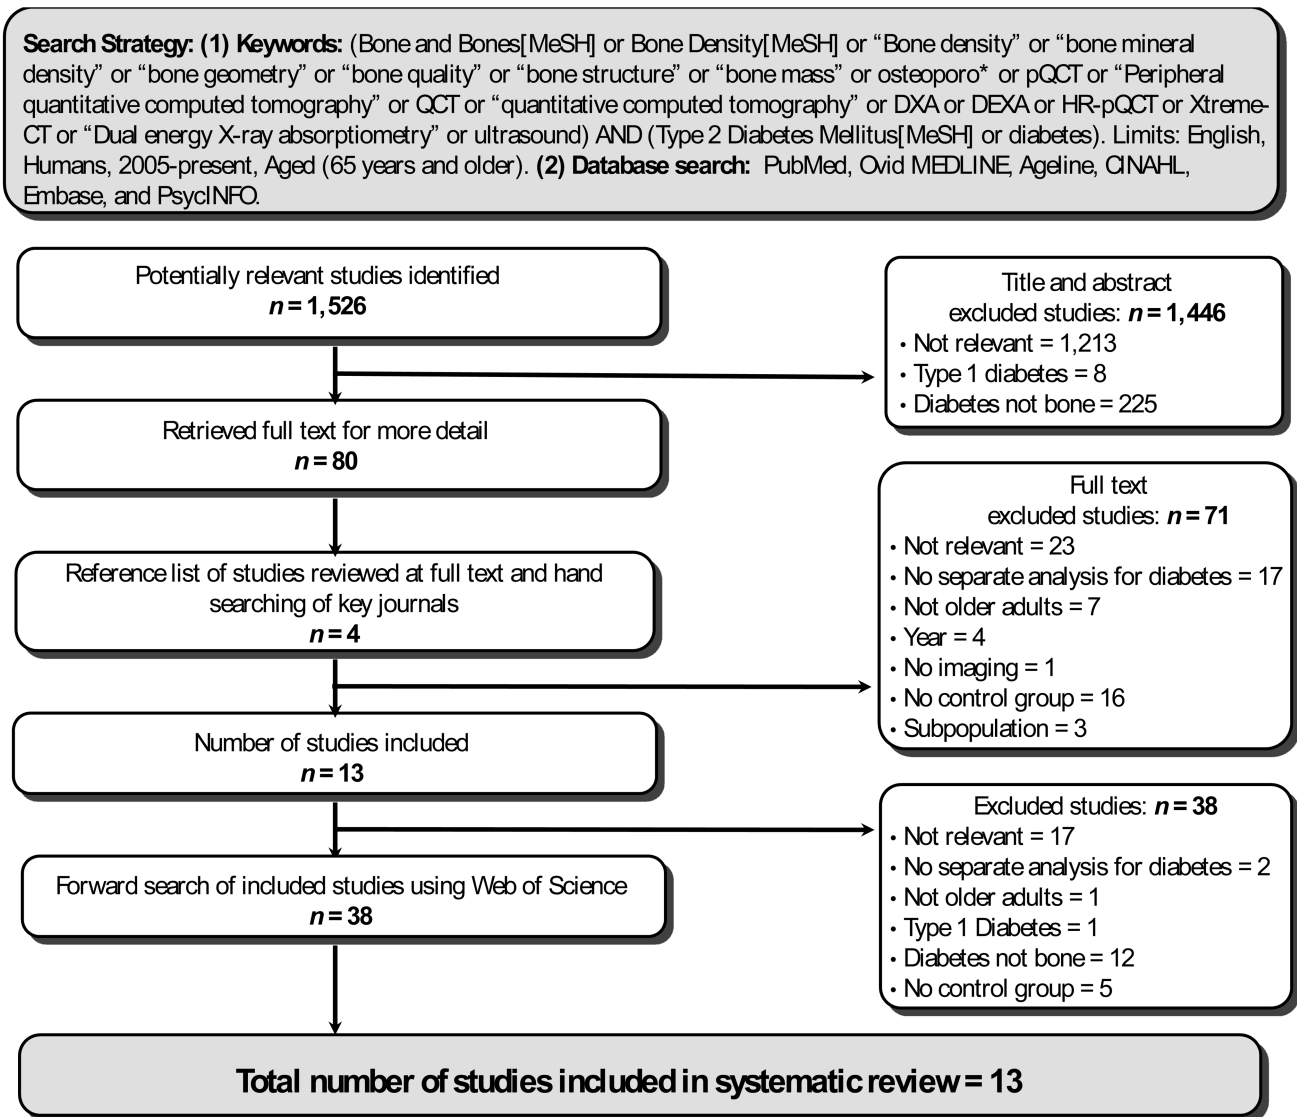 Search Strategy: (1) Keywords: (Bone and Bones[MeSH] or Bone Density[MeSH] or “Bone density” or “bone mineral
density” or “bone geometry” or “bone quality” or “bone structure” or “bone mass” or osteoporo* or pQCT or “Peripheral
quantitative computed tomography” or QCT or “quantitative computed tomography” or DXA or DEXA or HR-pQCT or Xtreme-
CT or “Dual energy X-ray absorptiometry” or ultrasound) AND (Type 2 Diabetes Mellitus[MeSH] or diabetes). Limits: English,
Humans, 2005-present, Aged (65 years and older). (2) Database search: PubMed, Ovid MEDLINE, Ageline, CINAHL,
Embase, and PsycINFO.
Potentially relevant studies identified
n = 1,526
Title and abstract
excluded studies: n = 1,446
• Not relevant = 1,213
• Type 1 diabetes = 8
• Diabetes not bone = 225
Retrieved full text for more detail
n = 80
Full text
excluded studies: n = 71
• Not relevant = 23
• No separate analysis for diabetes = 17
• Not older adults = 7
• Year = 4
• No imaging = 1
• No control group = 16
• Subpopulation = 3
Reference list of studies reviewed at full text and hand
searching of key journals
n = 4
Number of studies included
n = 13
Excluded studies: n = 38
• Not relevant = 17
• No separate analysis for diabetes = 2
• Not older adults = 1
• Type 1 Diabetes = 1
• Diabetes not bone = 12
• No control group = 5
Forward search of included studies using Web of Science
n = 38
Total number of studies included in systematic review = 13